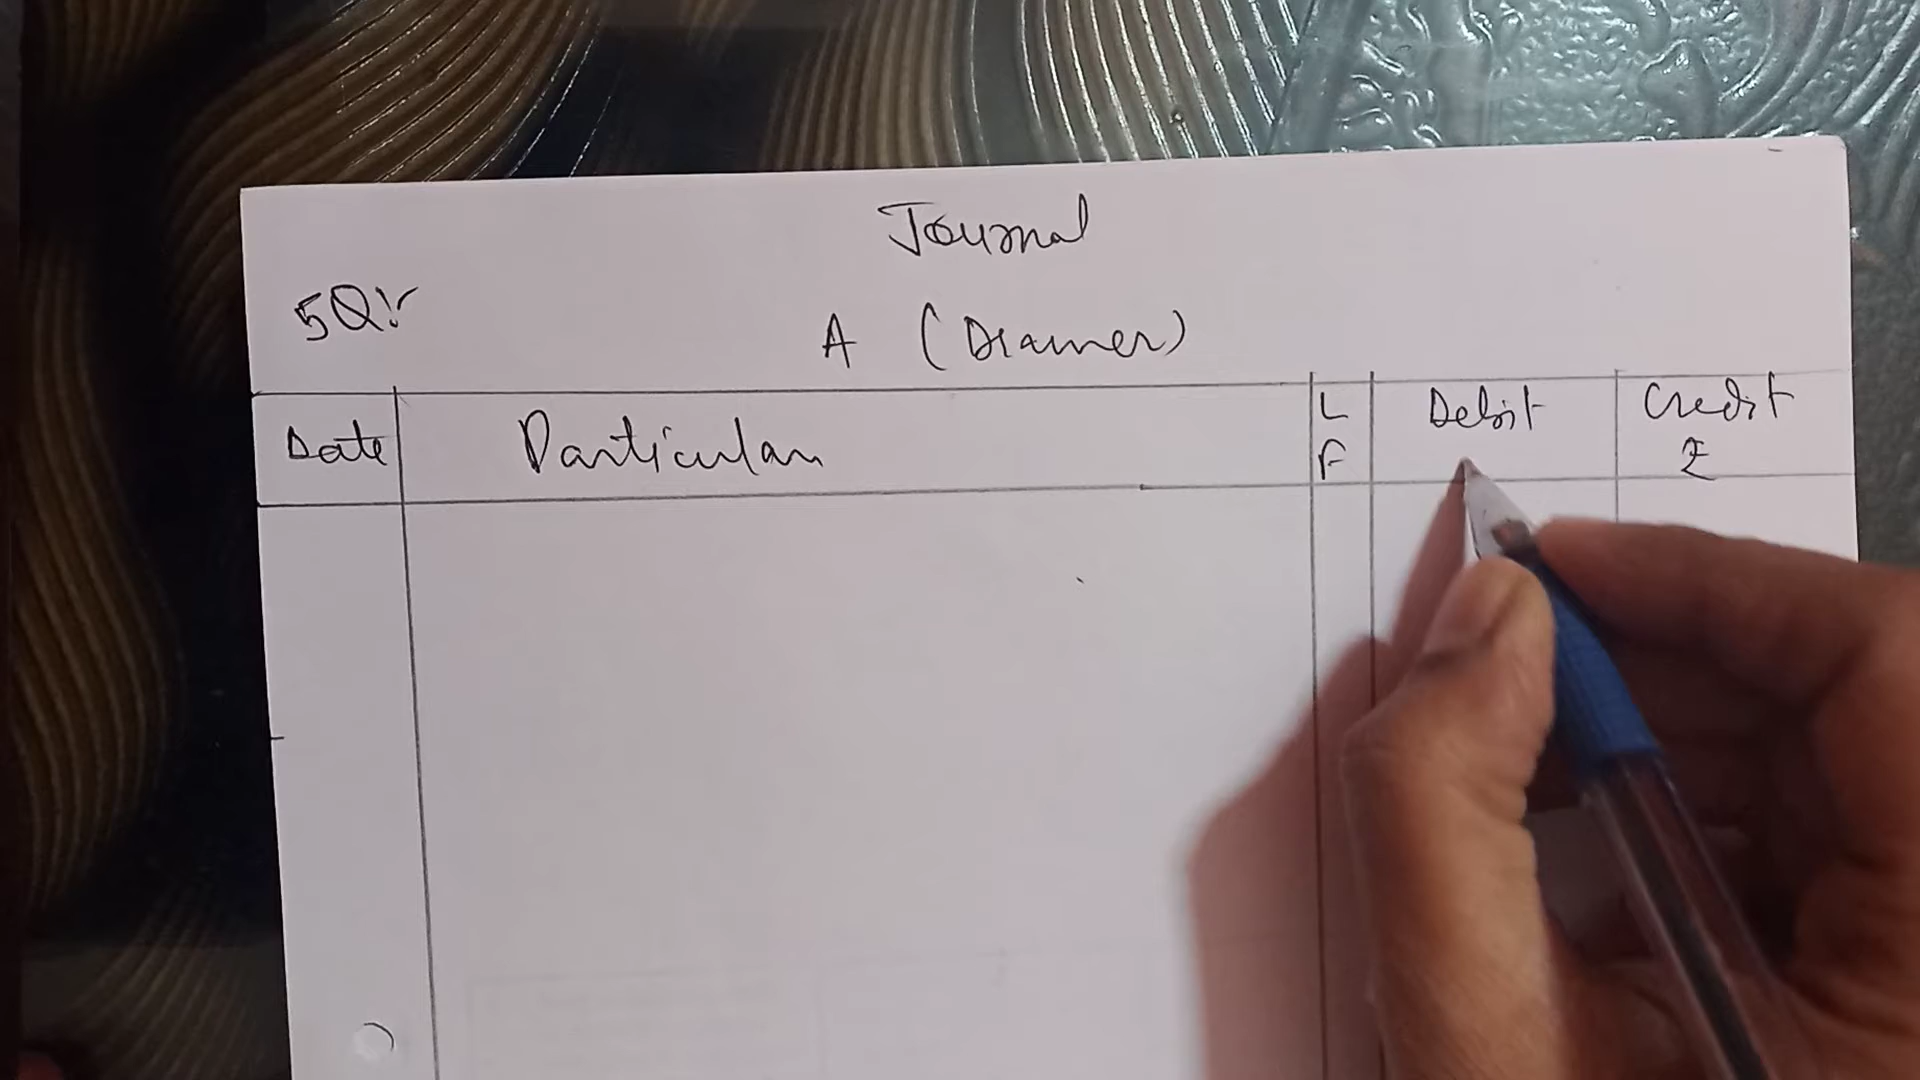 Journal
5Q:-
A (Drawer)
Date Particulars L F Debit Credit ₹